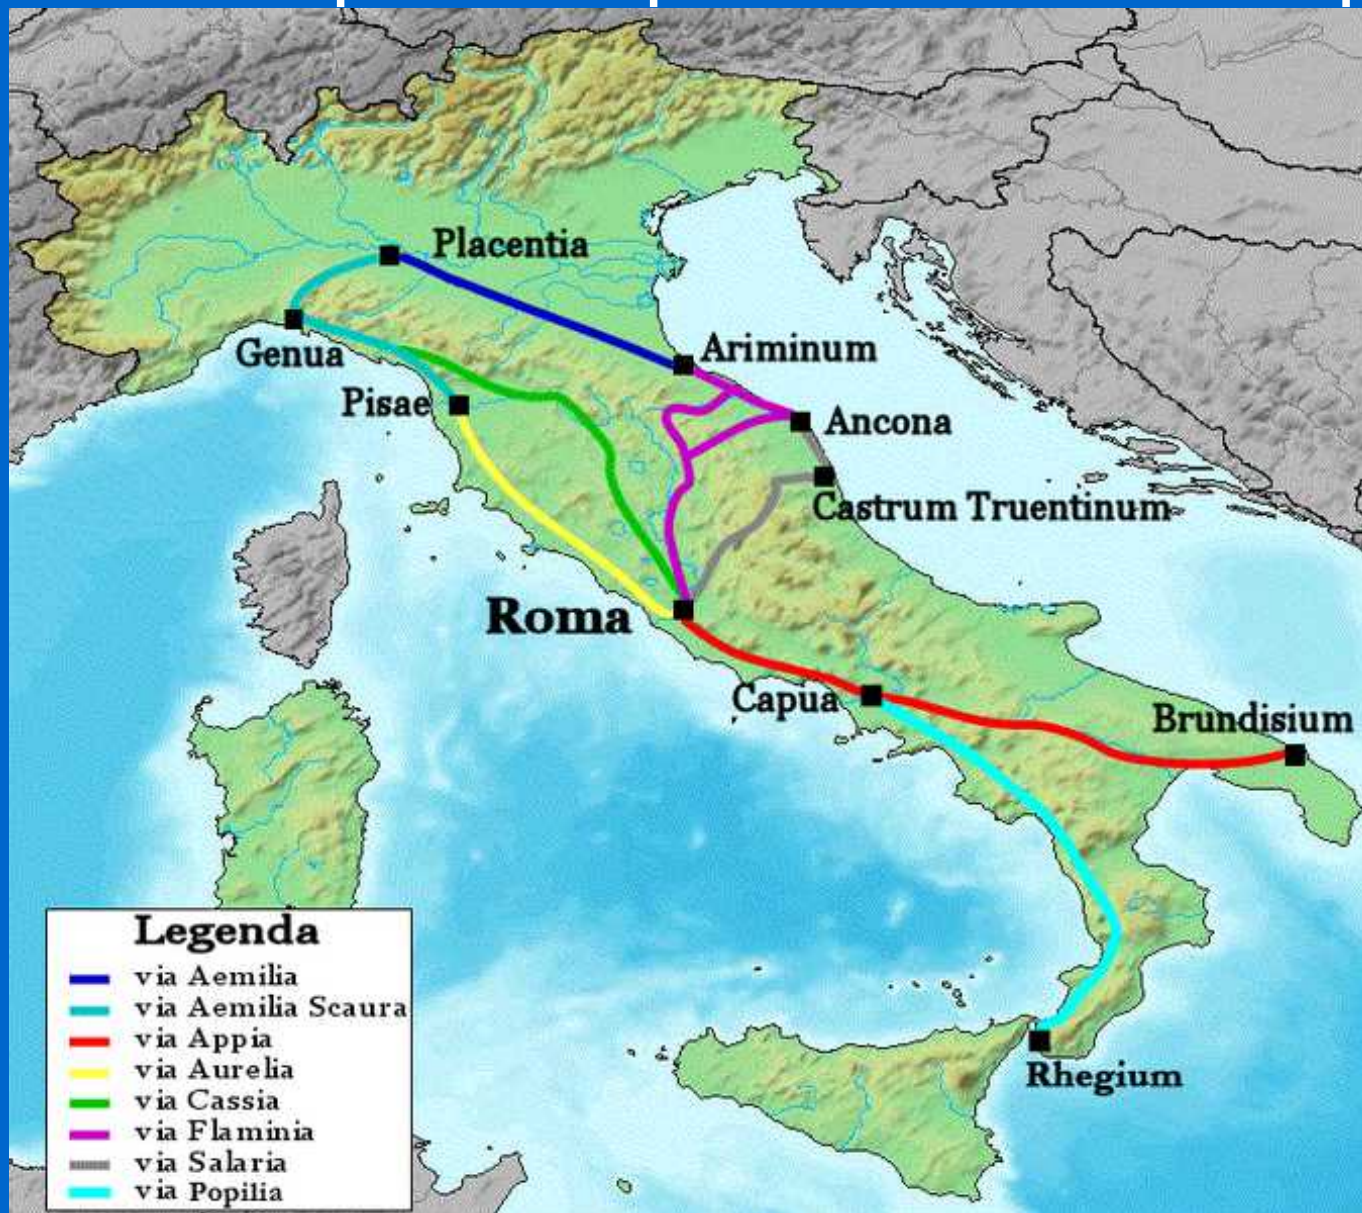 Placentia
Genua
Ariminum
Pisae
Ancona
Castrum Truentinum
Roma
Capua
Brundisium
Rhegium
Legenda
via Aemilia
via Aemilia Scaura
via Appia
via Aurelia
via Cassia
via Flaminia
via Salaria
via Popilia